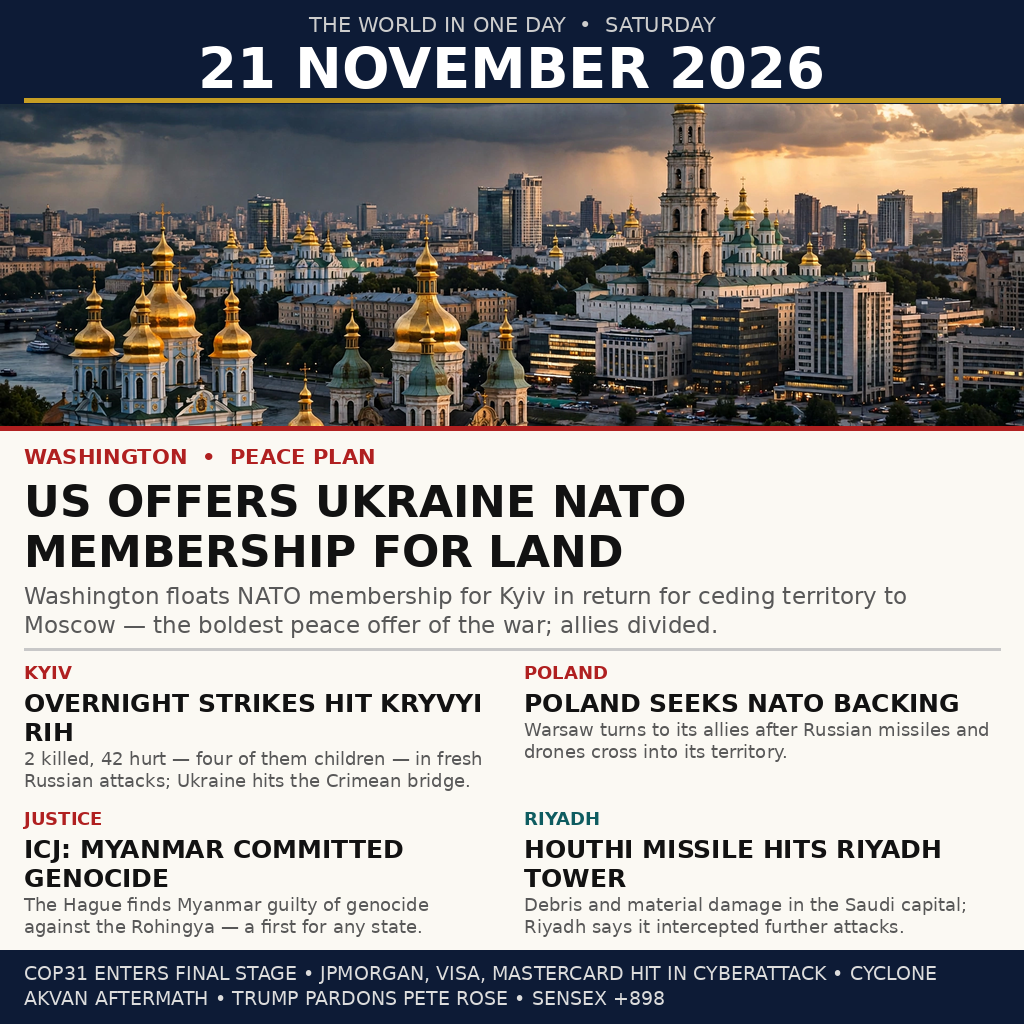 THE WORLD IN ONE DAY • SATURDAY
21 NOVEMBER 2026
WASHINGTON • PEACE PLAN
US OFFERS UKRAINE NATO
MEMBERSHIP FOR LAND
Washington floats NATO membership for Kyiv in return for ceding territory to
Moscow — the boldest peace offer of the war; allies divided.
KYIV
OVERNIGHT STRIKES HIT KRYVYI
RIH
2 killed, 42 hurt — four of them children — in fresh
Russian attacks; Ukraine hits the Crimean bridge.
POLAND
POLAND SEEKS NATO BACKING
Warsaw turns to its allies after Russian missiles and
drones cross into its territory.
JUSTICE
ICJ: MYANMAR COMMITTED
GENOCIDE
The Hague finds Myanmar guilty of genocide
against the Rohingya — a first for any state.
RIYADH
HOUTHI MISSILE HITS RIYADH
TOWER
Debris and material damage in the Saudi capital;
Riyadh says it intercepted further attacks.
COP31 ENTERS FINAL STAGE • JPMORGAN, VISA, MASTERCARD HIT IN CYBERATTACK • CYCLONE
AKVAN AFTERMATH • TRUMP PARDONS PETE ROSE • SENSEX +898